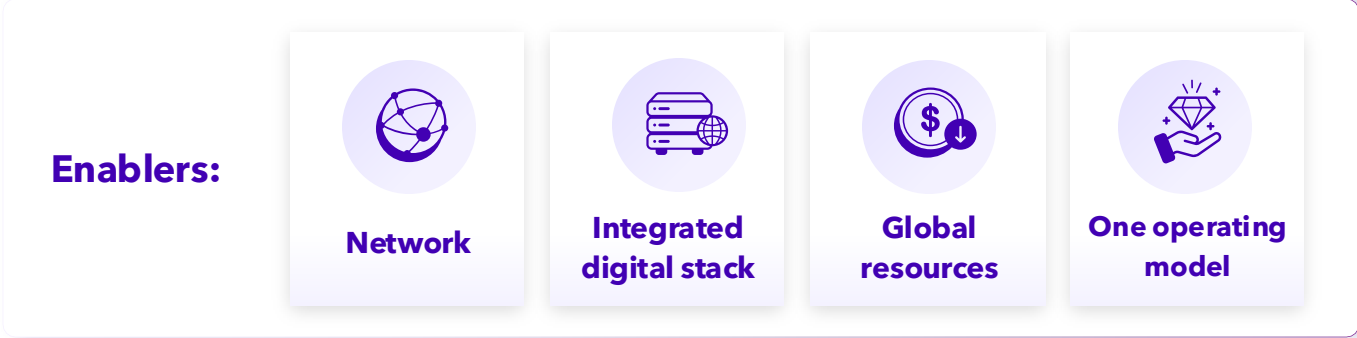 Enablers:
Network
Integrated
digital stack
$
Global
resources
One operating
model